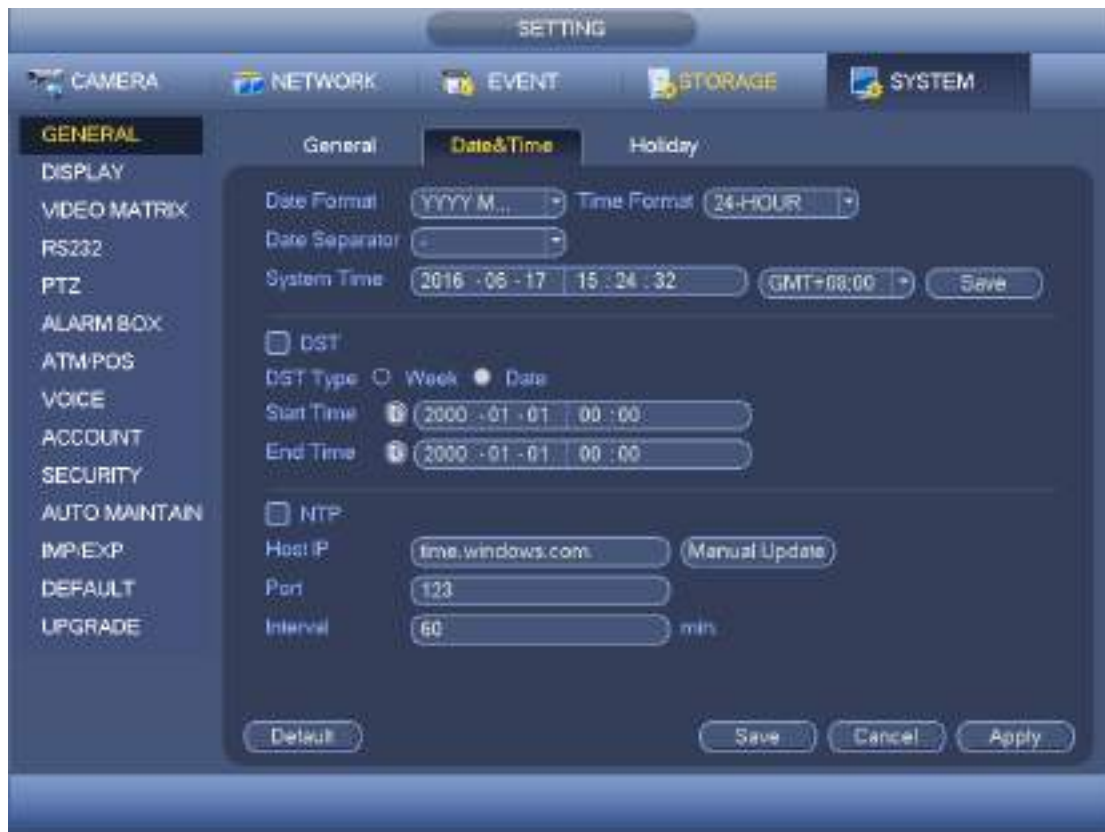 SETTING
CAMERA NETWORK EVENT STORAGE SYSTEM
GENERAL
DISPLAY
VIDEO MATRIX
RS232
PTZ
ALARM BOX
ATM/POS
VOICE
ACCOUNT
SECURITY
AUTO MAINTAIN
IMP/EXP
DEFAULT
UPGRADE
General Date&Time Holiday
Date Format YYYY M... Time Format 24-HOUR
Date Separator -
System Time 2016 - 06 - 17 15 : 24 : 32 GMT+08:00 Save
DST
DST Type Week Date
Start Time 2000 - 01 - 01 00 : 00
End Time 2000 - 01 - 01 00 : 00
NTP
Host IP time.windows.com Manual Update
Port 123
Interval 60 min.
Default Save Cancel Apply